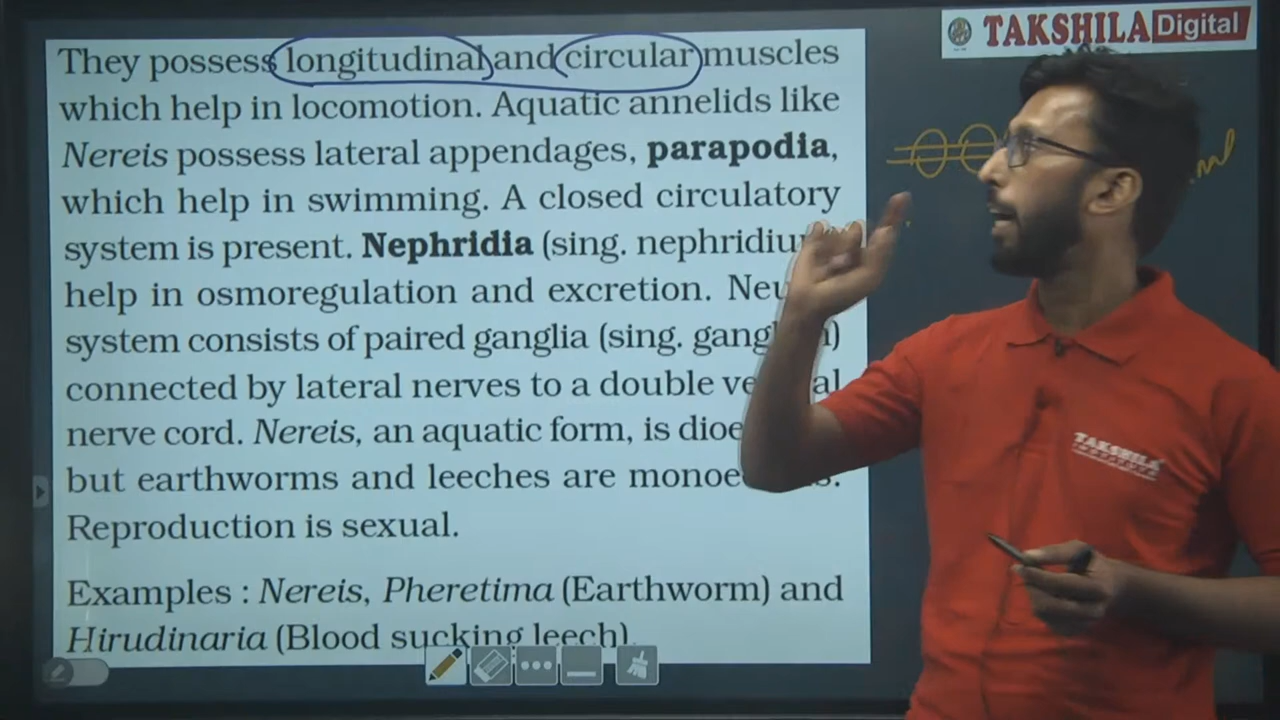 TAKSHILA Digital
They possess longitudinal and circular muscles
which help in locomotion. Aquatic annelids like
Nereis possess lateral appendages, parapodia,
which help in swimming. A closed circulatory
system is present. Nephridia (sing. nephridiu
help in osmoregulation and excretion. Neu
system consists of paired ganglia (sing. gangl n)
connected by lateral nerves to a double ve al
nerve cord. Nereis, an aquatic form, is dioe
but earthworms and leeches are monoe s.
Reproduction is sexual.
Examples : Nereis, Pheretima (Earthworm) and
Hirudinaria (Blood sucking leech)
TAKSHILA